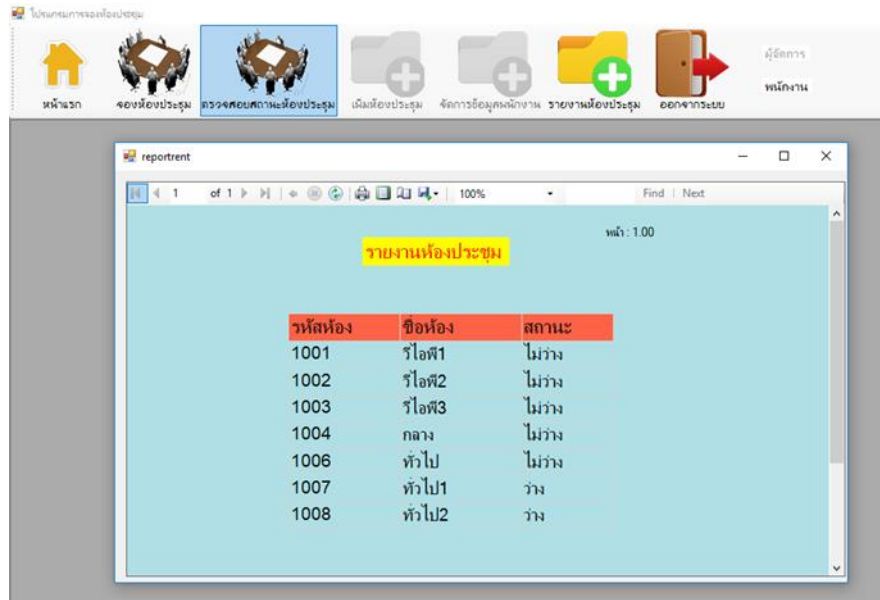 โปรแกรมการจองห้องประชุม
หน้าแรก
จองห้องประชุม
ตรวจสอบสถานะห้องประชุม
เพิ่มห้องประชุม
จัดการข้อมูลพนักงาน
รายงานห้องประชุม
ออกจากระบบ
ผู้จัดการ
พนักงาน
reportrent
1 of 1 100% Find | Next
หน้า : 1.00
รายงานห้องประชุม
รหัสห้อง ชื่อห้อง สถานะ
1001 วีไอพี1 ไม่ว่าง
1002 วีไอพี2 ไม่ว่าง
1003 วีไอพี3 ไม่ว่าง
1004 กลาง ไม่ว่าง
1006 ทั่วไป ไม่ว่าง
1007 ทั่วไป1 ว่าง
1008 ทั่วไป2 ว่าง